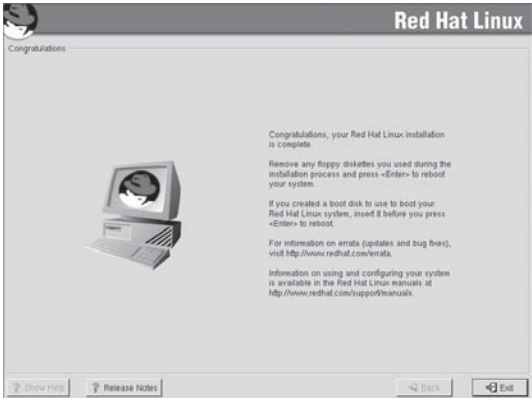 Red Hat Linux
Congratulations
Congratulations, your Red Hat Linux installation
is complete.
Remove any floppy diskettes you used during the
installation process and press <Enter> to reboot
your system.
If you created a boot disk to use to boot your
Red Hat Linux system, insert it before you press
<Enter> to reboot.
For information on errata (updates and bug fixes),
visit http://www.redhat.com/errata.
Information on using and configuring your system
is available in the Red Hat Linux manuals at
http://www.redhat.com/support/manuals.
Show Help
Release Notes
Back
Exit